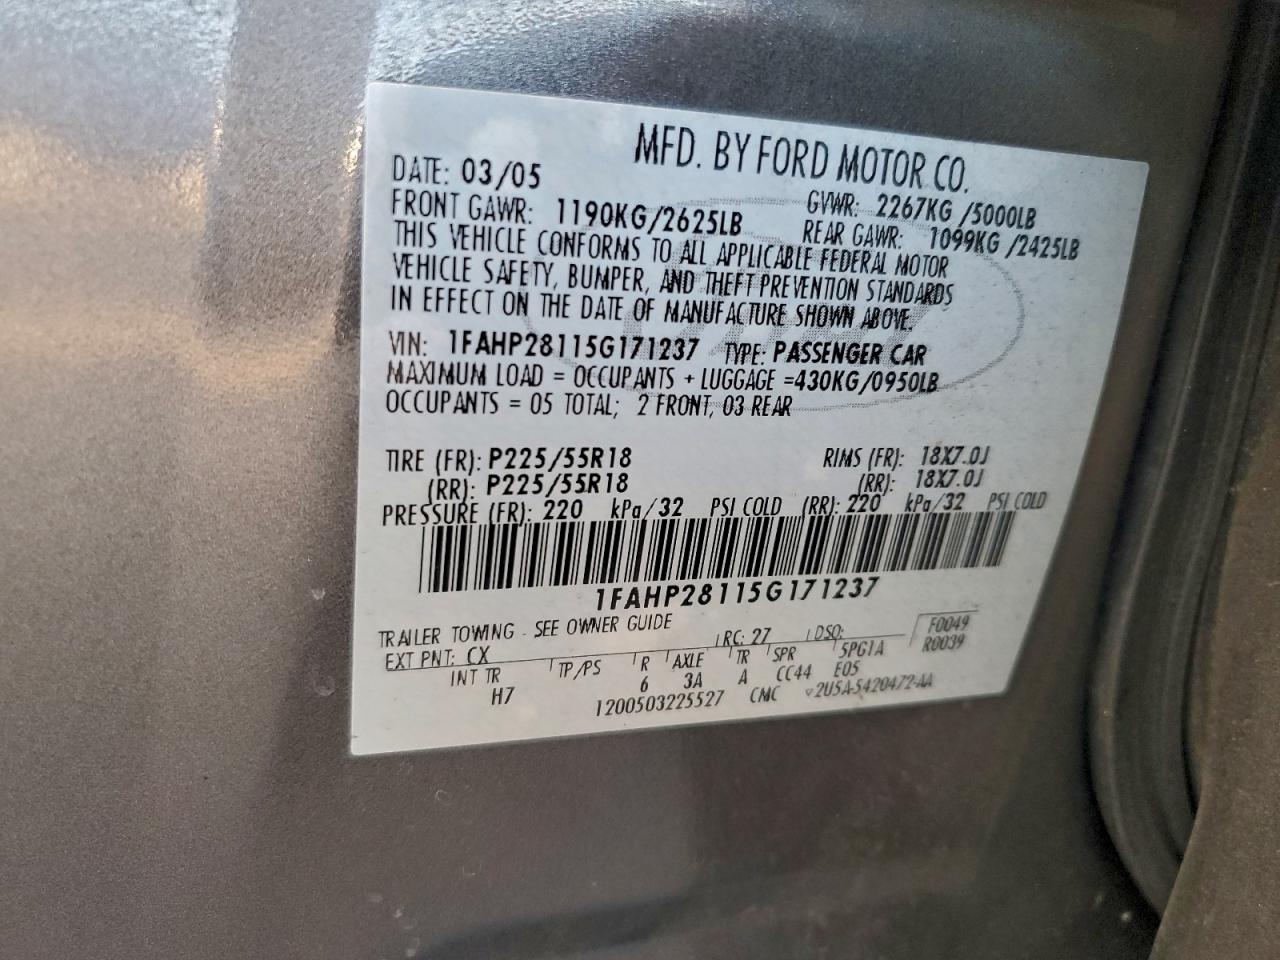 MFD. BY FORD MOTOR CO.
DATE: 03/05 GVWR: 2267KG /5000LB
FRONT GAWR: 1190KG/2625LB REAR GAWR: 1099KG /2425LB
THIS VEHICLE CONFORMS TO ALL APPLICABLE FEDERAL MOTOR
VEHICLE SAFETY, BUMPER, AND THEFT PREVENTION STANDARDS
IN EFFECT ON THE DATE OF MANUFACTURE SHOWN ABOVE.
VIN: 1FAHP28115G171237 TYPE: PASSENGER CAR
MAXIMUM LOAD = OCCUPANTS + LUGGAGE =430KG/0950LB
OCCUPANTS = 05 TOTAL; 2 FRONT, 03 REAR
TIRE (FR): P225/55R18 RIMS (FR): 18X7.0J
(RR): P225/55R18 (RR): 18X7.0J
PRESSURE (FR): 220 kPa/32 PSI COLD (RR): 220 kPa/32 PSI COLD
1FAHP28115G171237
TRAILER TOWING - SEE OWNER GUIDE
EXT PNT: CX RC: 27 DSO: F0049
R0039
INT TR TP/PS R AXLE TR SPR 5PG1A
H7 6 3A A CC44 E05
1200503225527 CMC 2U5A-5420472-AA